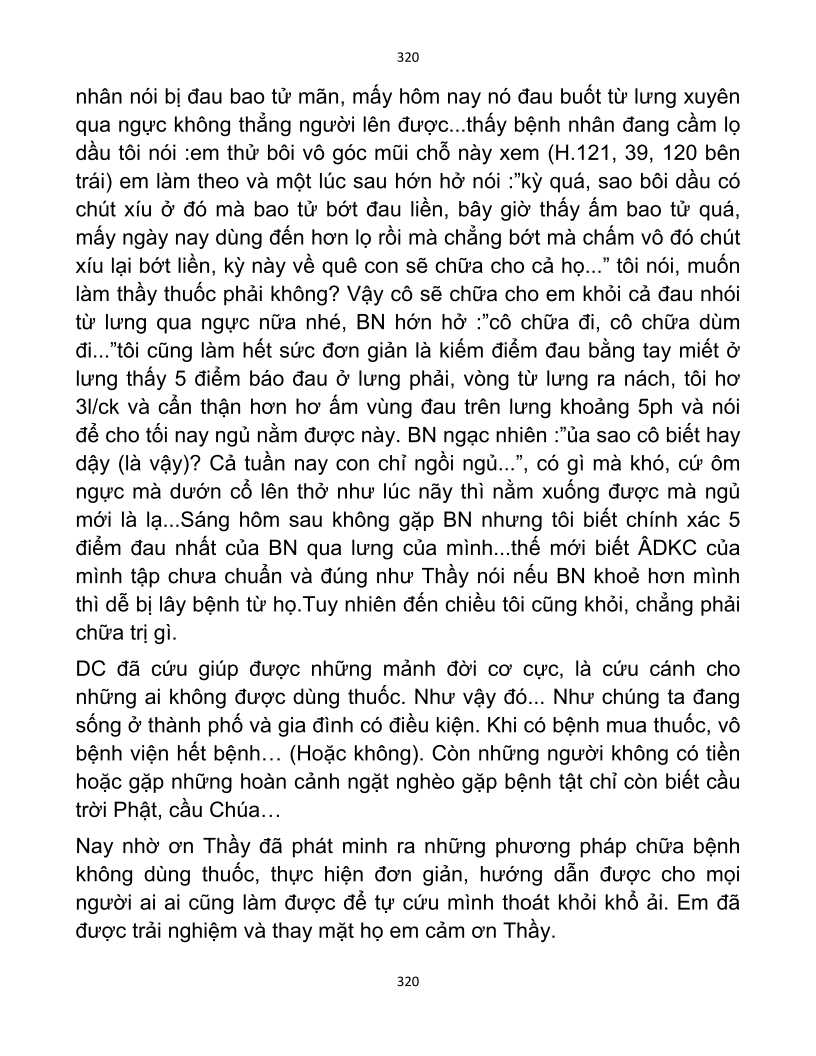 320
nhân nói bị đau bao tử mãn, mấy hôm nay nó đau buốt từ lưng xuyên
qua ngực không thẳng người lên được...thấy bệnh nhân đang cầm lọ
dầu tôi nói :em thử bôi vô góc mũi chỗ này xem (H.121, 39, 120 bên
trái) em làm theo và một lúc sau hớn hở nói :”kỳ quá, sao bôi dầu có
chút xíu ở đó mà bao tử bớt đau liền, bây giờ thấy ấm bao tử quá,
mấy ngày nay dùng đến hơn lọ rồi mà chẳng bớt mà chấm vô đó chút
xíu lại bớt liền, kỳ này về quê con sẽ chữa cho cả họ...” tôi nói, muốn
làm thầy thuốc phải không? Vậy cô sẽ chữa cho em khỏi cả đau nhói
từ lưng qua ngực nữa nhé, BN hớn hở :”cô chữa đi, cô chữa dùm
đi...”tôi cũng làm hết sức đơn giản là kiếm điểm đau bằng tay miết ở
lưng thấy 5 điểm báo đau ở lưng phải, vòng từ lưng ra nách, tôi hơ
3l/ck và cẩn thận hơn hơ ấm vùng đau trên lưng khoảng 5ph và nói
để cho tối nay ngủ nằm được này. BN ngạc nhiên :”ủa sao cô biết hay
dậy (là vậy)? Cả tuần nay con chỉ ngồi ngủ...”, có gì mà khó, cứ ôm
ngực mà dướn cổ lên thở như lúc nãy thì nằm xuống được mà ngủ
mới là lạ...Sáng hôm sau không gặp BN nhưng tôi biết chính xác 5
điểm đau nhất của BN qua lưng của mình...thế mới biết ÂDKC của
mình tập chưa chuẩn và đúng như Thầy nói nếu BN khoẻ hơn mình
thì dễ bị lây bệnh từ họ.Tuy nhiên đến chiều tôi cũng khỏi, chẳng phải
chữa trị gì.
DC đã cứu giúp được những mảnh đời cơ cực, là cứu cánh cho
những ai không được dùng thuốc. Như vậy đó... Như chúng ta đang
sống ở thành phố và gia đình có điều kiện. Khi có bệnh mua thuốc, vô
bệnh viện hết bệnh… (Hoặc không). Còn những người không có tiền
hoặc gặp những hoàn cảnh ngặt nghèo gặp bệnh tật chỉ còn biết cầu
trời Phật, cầu Chúa…
Nay nhờ ơn Thầy đã phát minh ra những phương pháp chữa bệnh
không dùng thuốc, thực hiện đơn giản, hướng dẫn được cho mọi
người ai ai cũng làm được để tự cứu mình thoát khỏi khổ ải. Em đã
được trải nghiệm và thay mặt họ em cảm ơn Thầy.
320